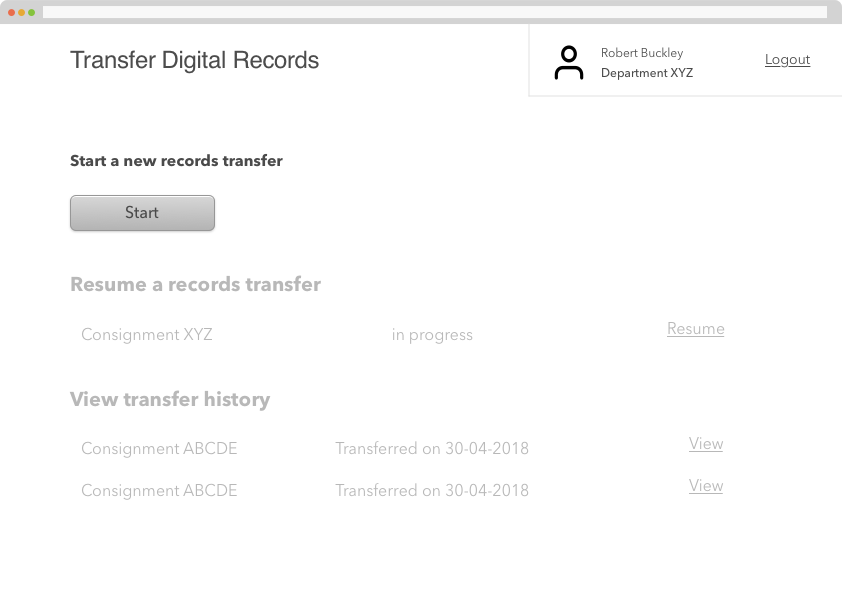 Transfer Digital Records
Robert Buckley
Department XYZ
Logout
Start a new records transfer
Start
Resume a records transfer
Consignment XYZ in progress Resume
View transfer history
Consignment ABCDE Transferred on 30-04-2018 View
Consignment ABCDE Transferred on 30-04-2018 View